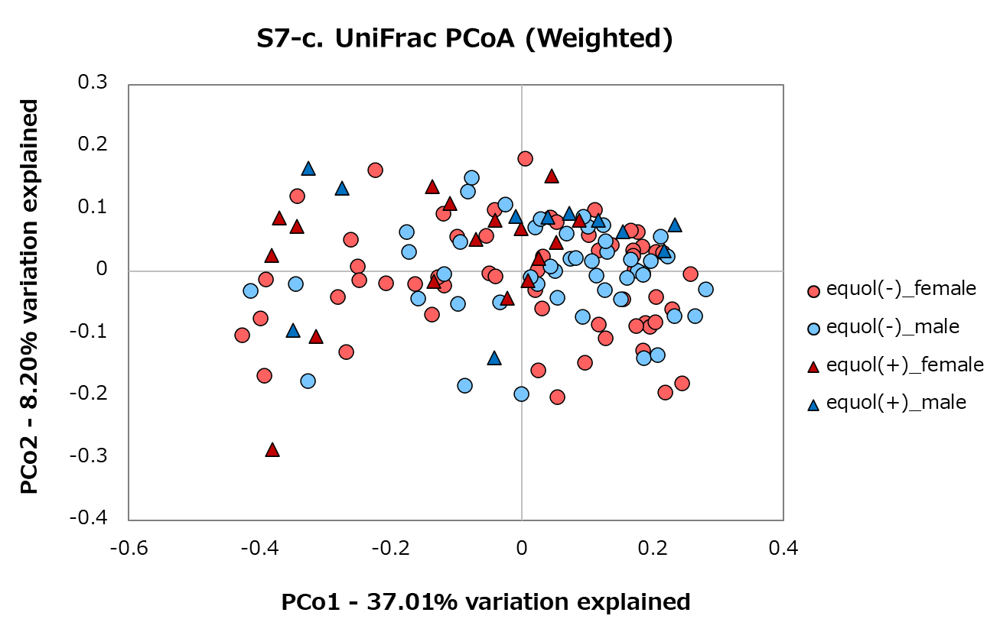 S7-c. UniFrac PCoA (Weighted)
PCo2 - 8.20% variation explained
0.3
0.2
0.1
0
-0.1
-0.2
-0.3
-0.4
-0.6
-0.4
-0.2
0
0.2
0.4
PCo1 - 37.01% variation explained
equol(-)_female
equol(-)_male
equol(+)_female
equol(+)_male